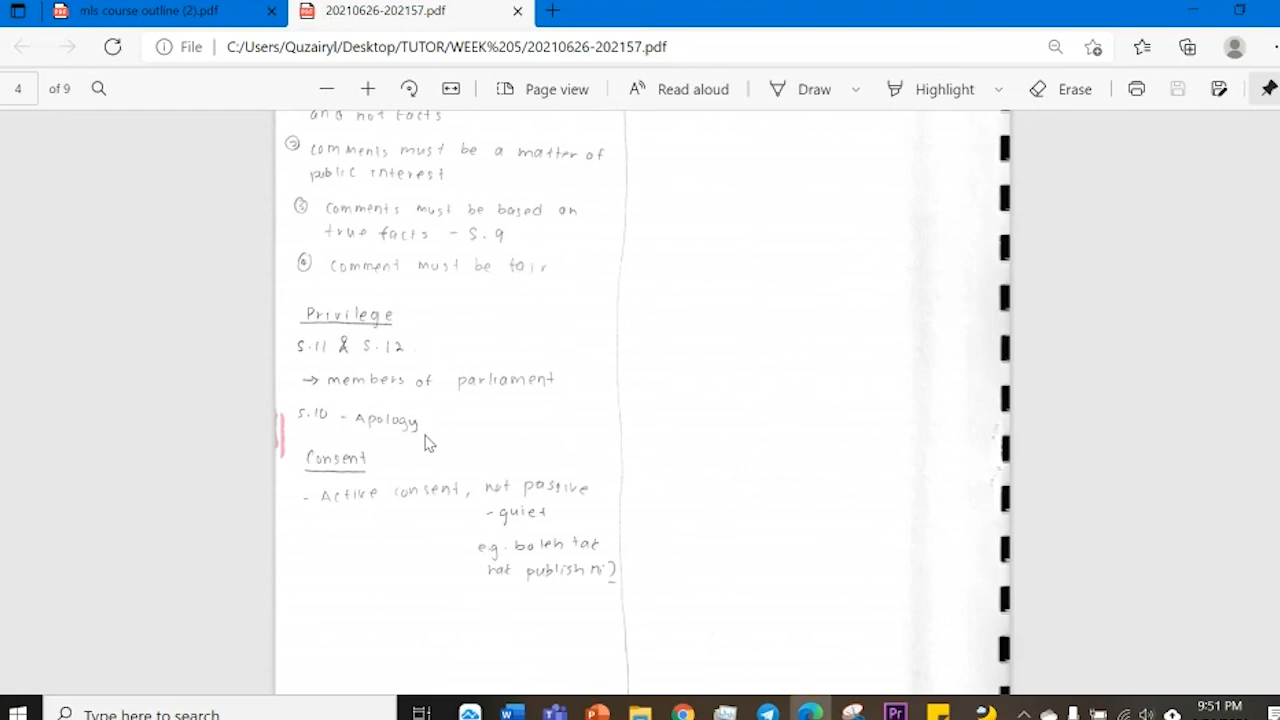 mls course outline (2).pdf
20210626-202157.pdf
File
C:/Users/Quzairyl/Desktop/TUTOR/WEEK%205/20210626-202157.pdf
4 of 9
Page view
Read aloud
Draw
Highlight
Erase
and not facts
② comments must be a matter of
public interest
③ comments must be based on
true facts - S.9
④ comment must be fair
Privilege
S.11 & S.12
→ members of parliament
S.10 - Apology
Consent
- Active consent, not passive
- quiet
e.g. boleh tak
nak publish ni?
Type here to search
9:51 PM